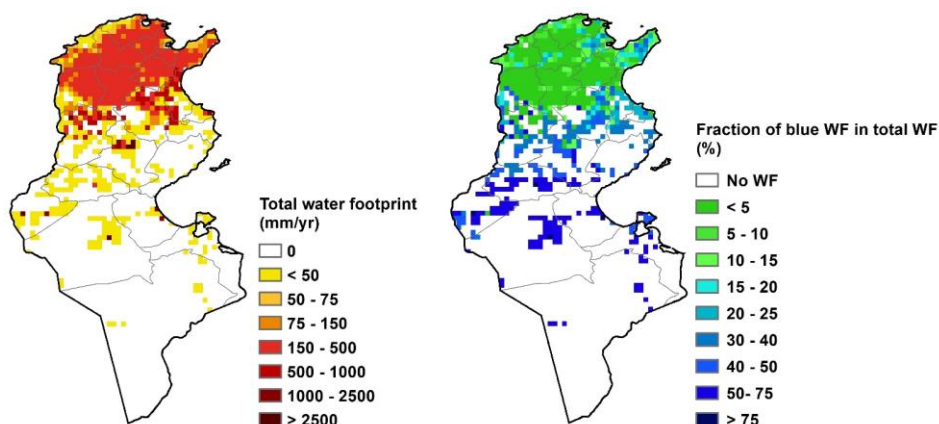 Total water footprint
(mm/yr)
0
< 50
50 - 75
75 - 150
150 - 500
500 - 1000
1000 - 2500
> 2500
Fraction of blue WF in total WF
(%)
No WF
< 5
5 - 10
10 - 15
15 - 20
20 - 25
30 - 40
40 - 50
50- 75
> 75